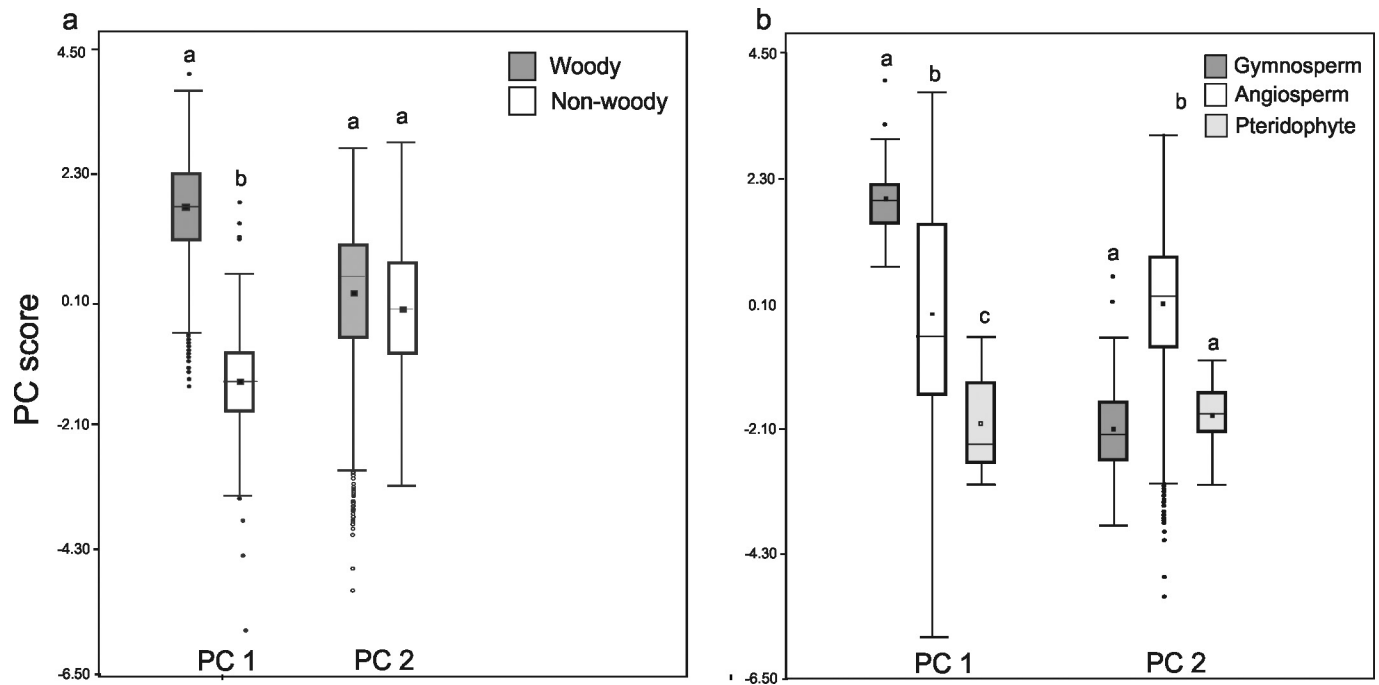 a
4.50
2.30
0.10
-2.10
-4.30
-6.50
PC score
a
b
a
a
Woody
Non-woody
PC 1
PC 2
b
4.50
2.30
0.10
-2.10
-4.30
-6.50
a
b
c
a
b
a
Gymnosperm
Angiosperm
Pteridophyte
PC 1
PC 2